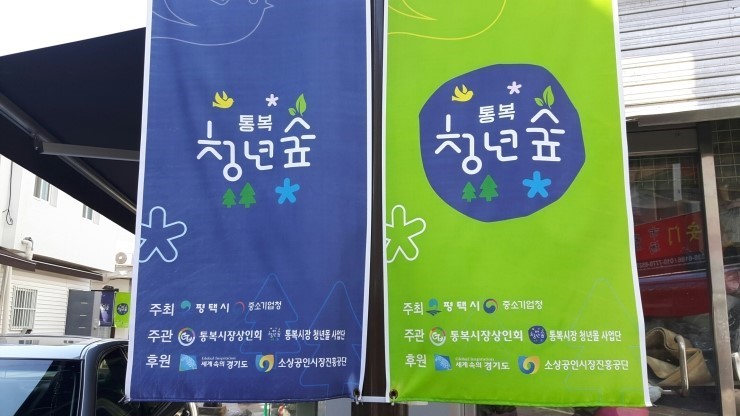 통복
청년숲
주최 평택시 중소기업청
주관 통복시장상인회 통복시장 청년몰 사업단
후원 Global Inspiration 세계 속의 경기도 소상공인시장진흥공단
통복
청년숲
주최 평택시 중소기업청
주관 통복시장상인회 통복시장 청년몰 사업단
후원 Global Inspiration 세계 속의 경기도 소상공인시장진흥공단